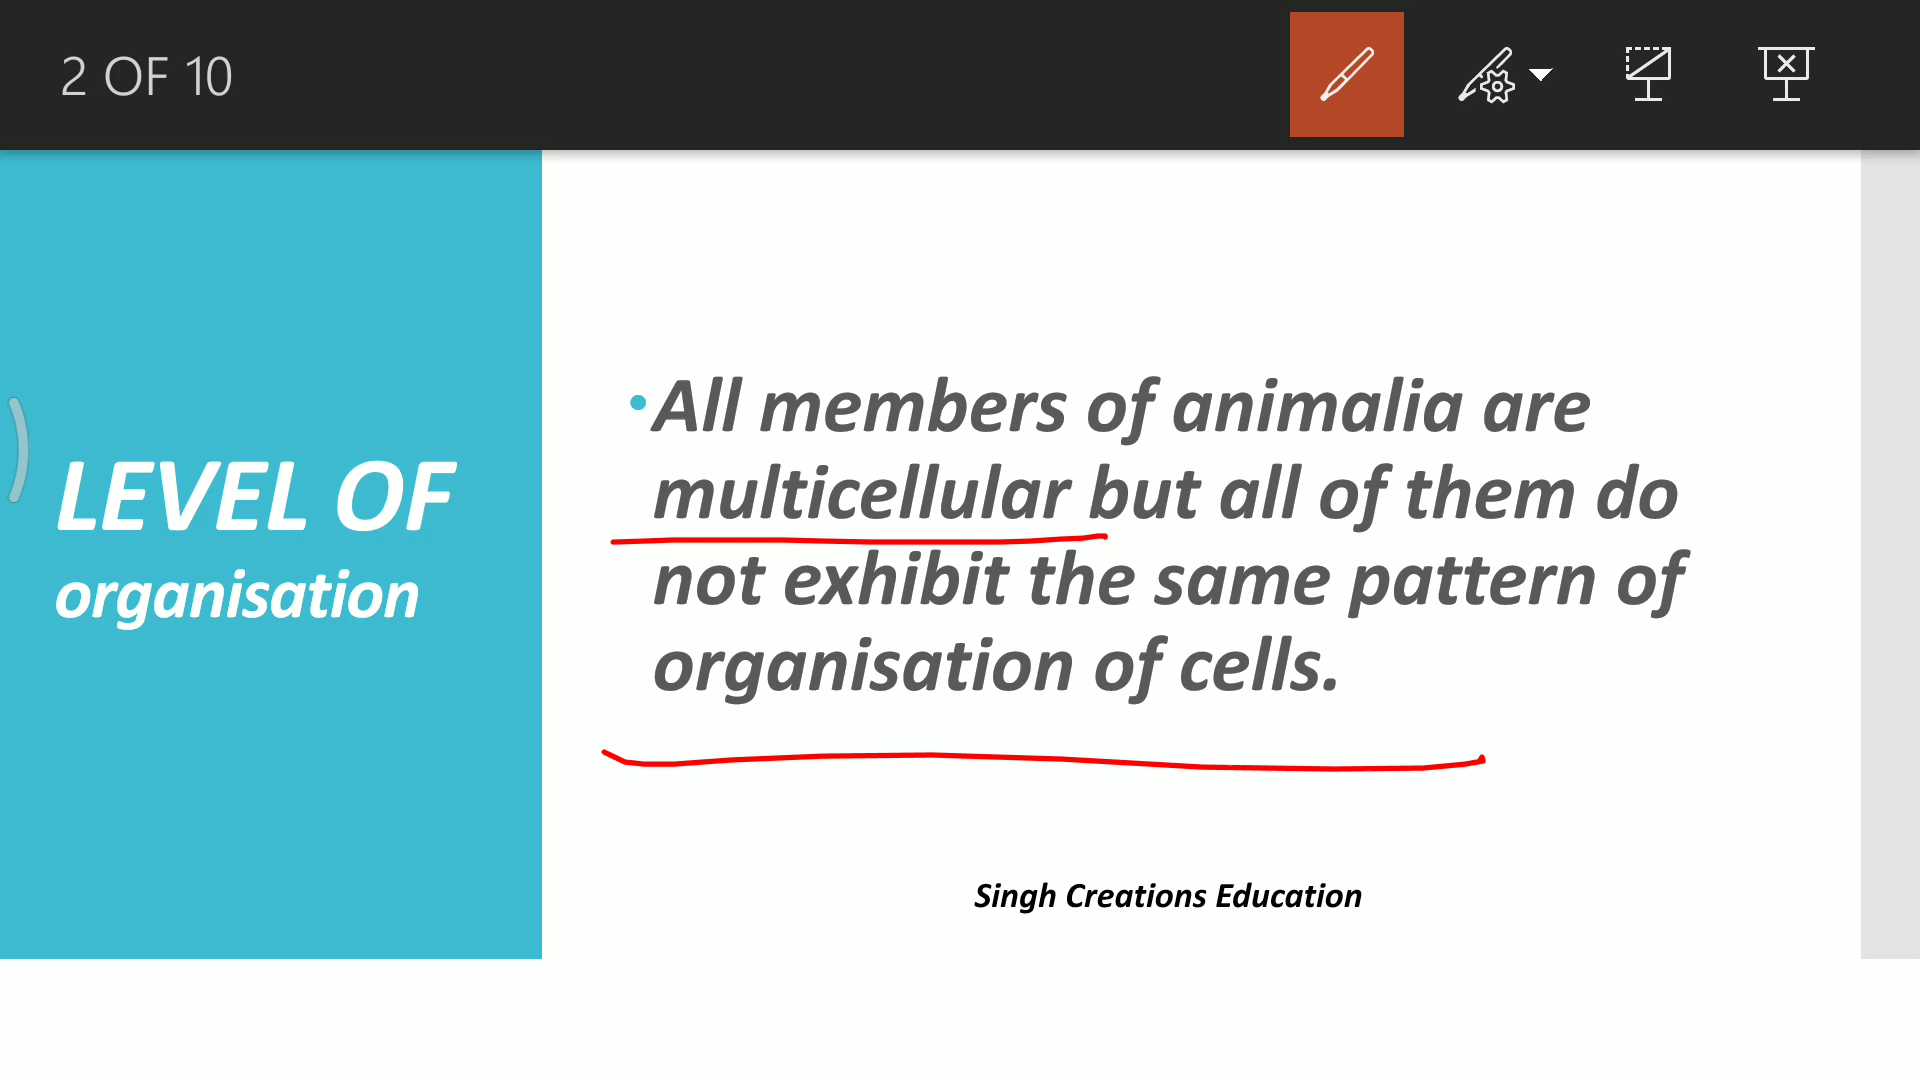 2 OF 10
LEVEL OF
organisation
All members of animalia are
multicellular but all of them do
not exhibit the same pattern of
organisation of cells.
Singh Creations Education